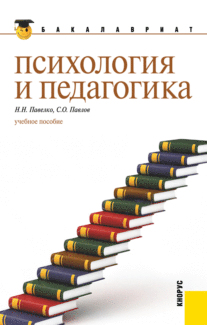 БАКАЛАВРИАТ
ПСИХОЛОГИЯ
И ПЕДАГОГИКА
Н.Н. Павелко, С.О. Павлов
учебное пособие
КНОРУС